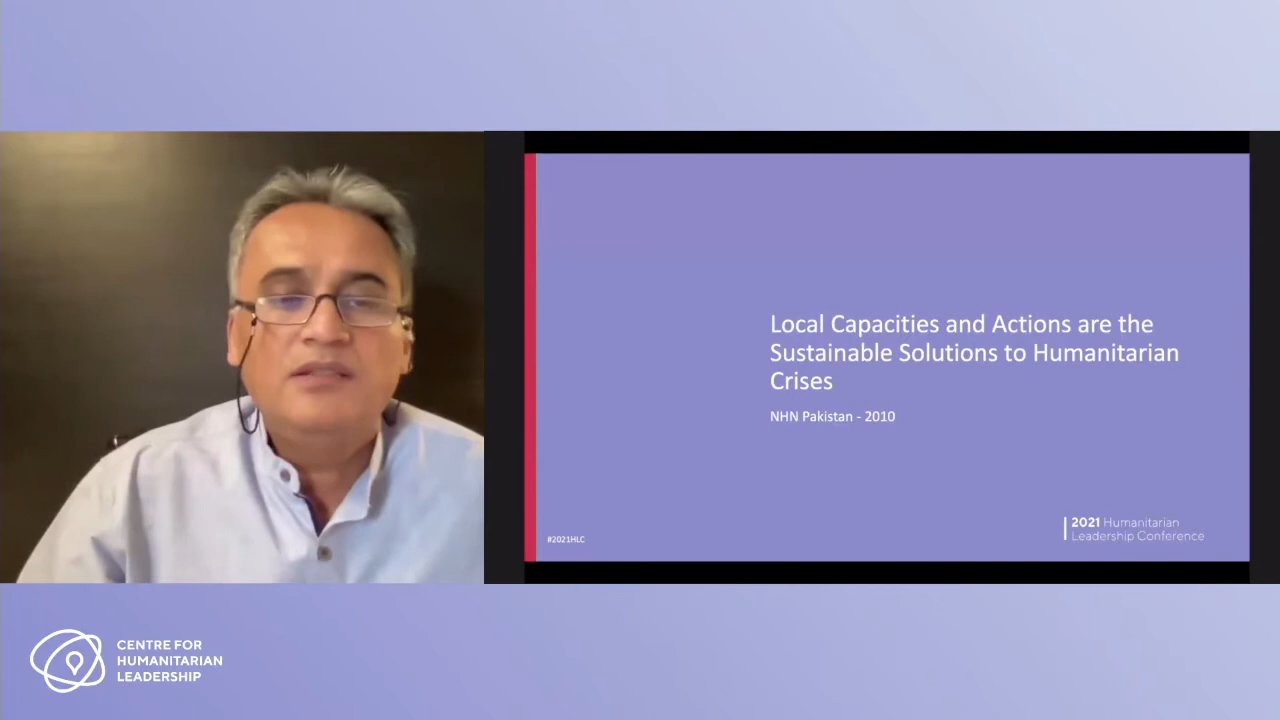 Local Capacities and Actions are the
Sustainable Solutions to Humanitarian
Crises
NHN Pakistan - 2010
#2021HLC
2021 Humanitarian
Leadership Conference
CENTRE FOR
HUMANITARIAN
LEADERSHIP